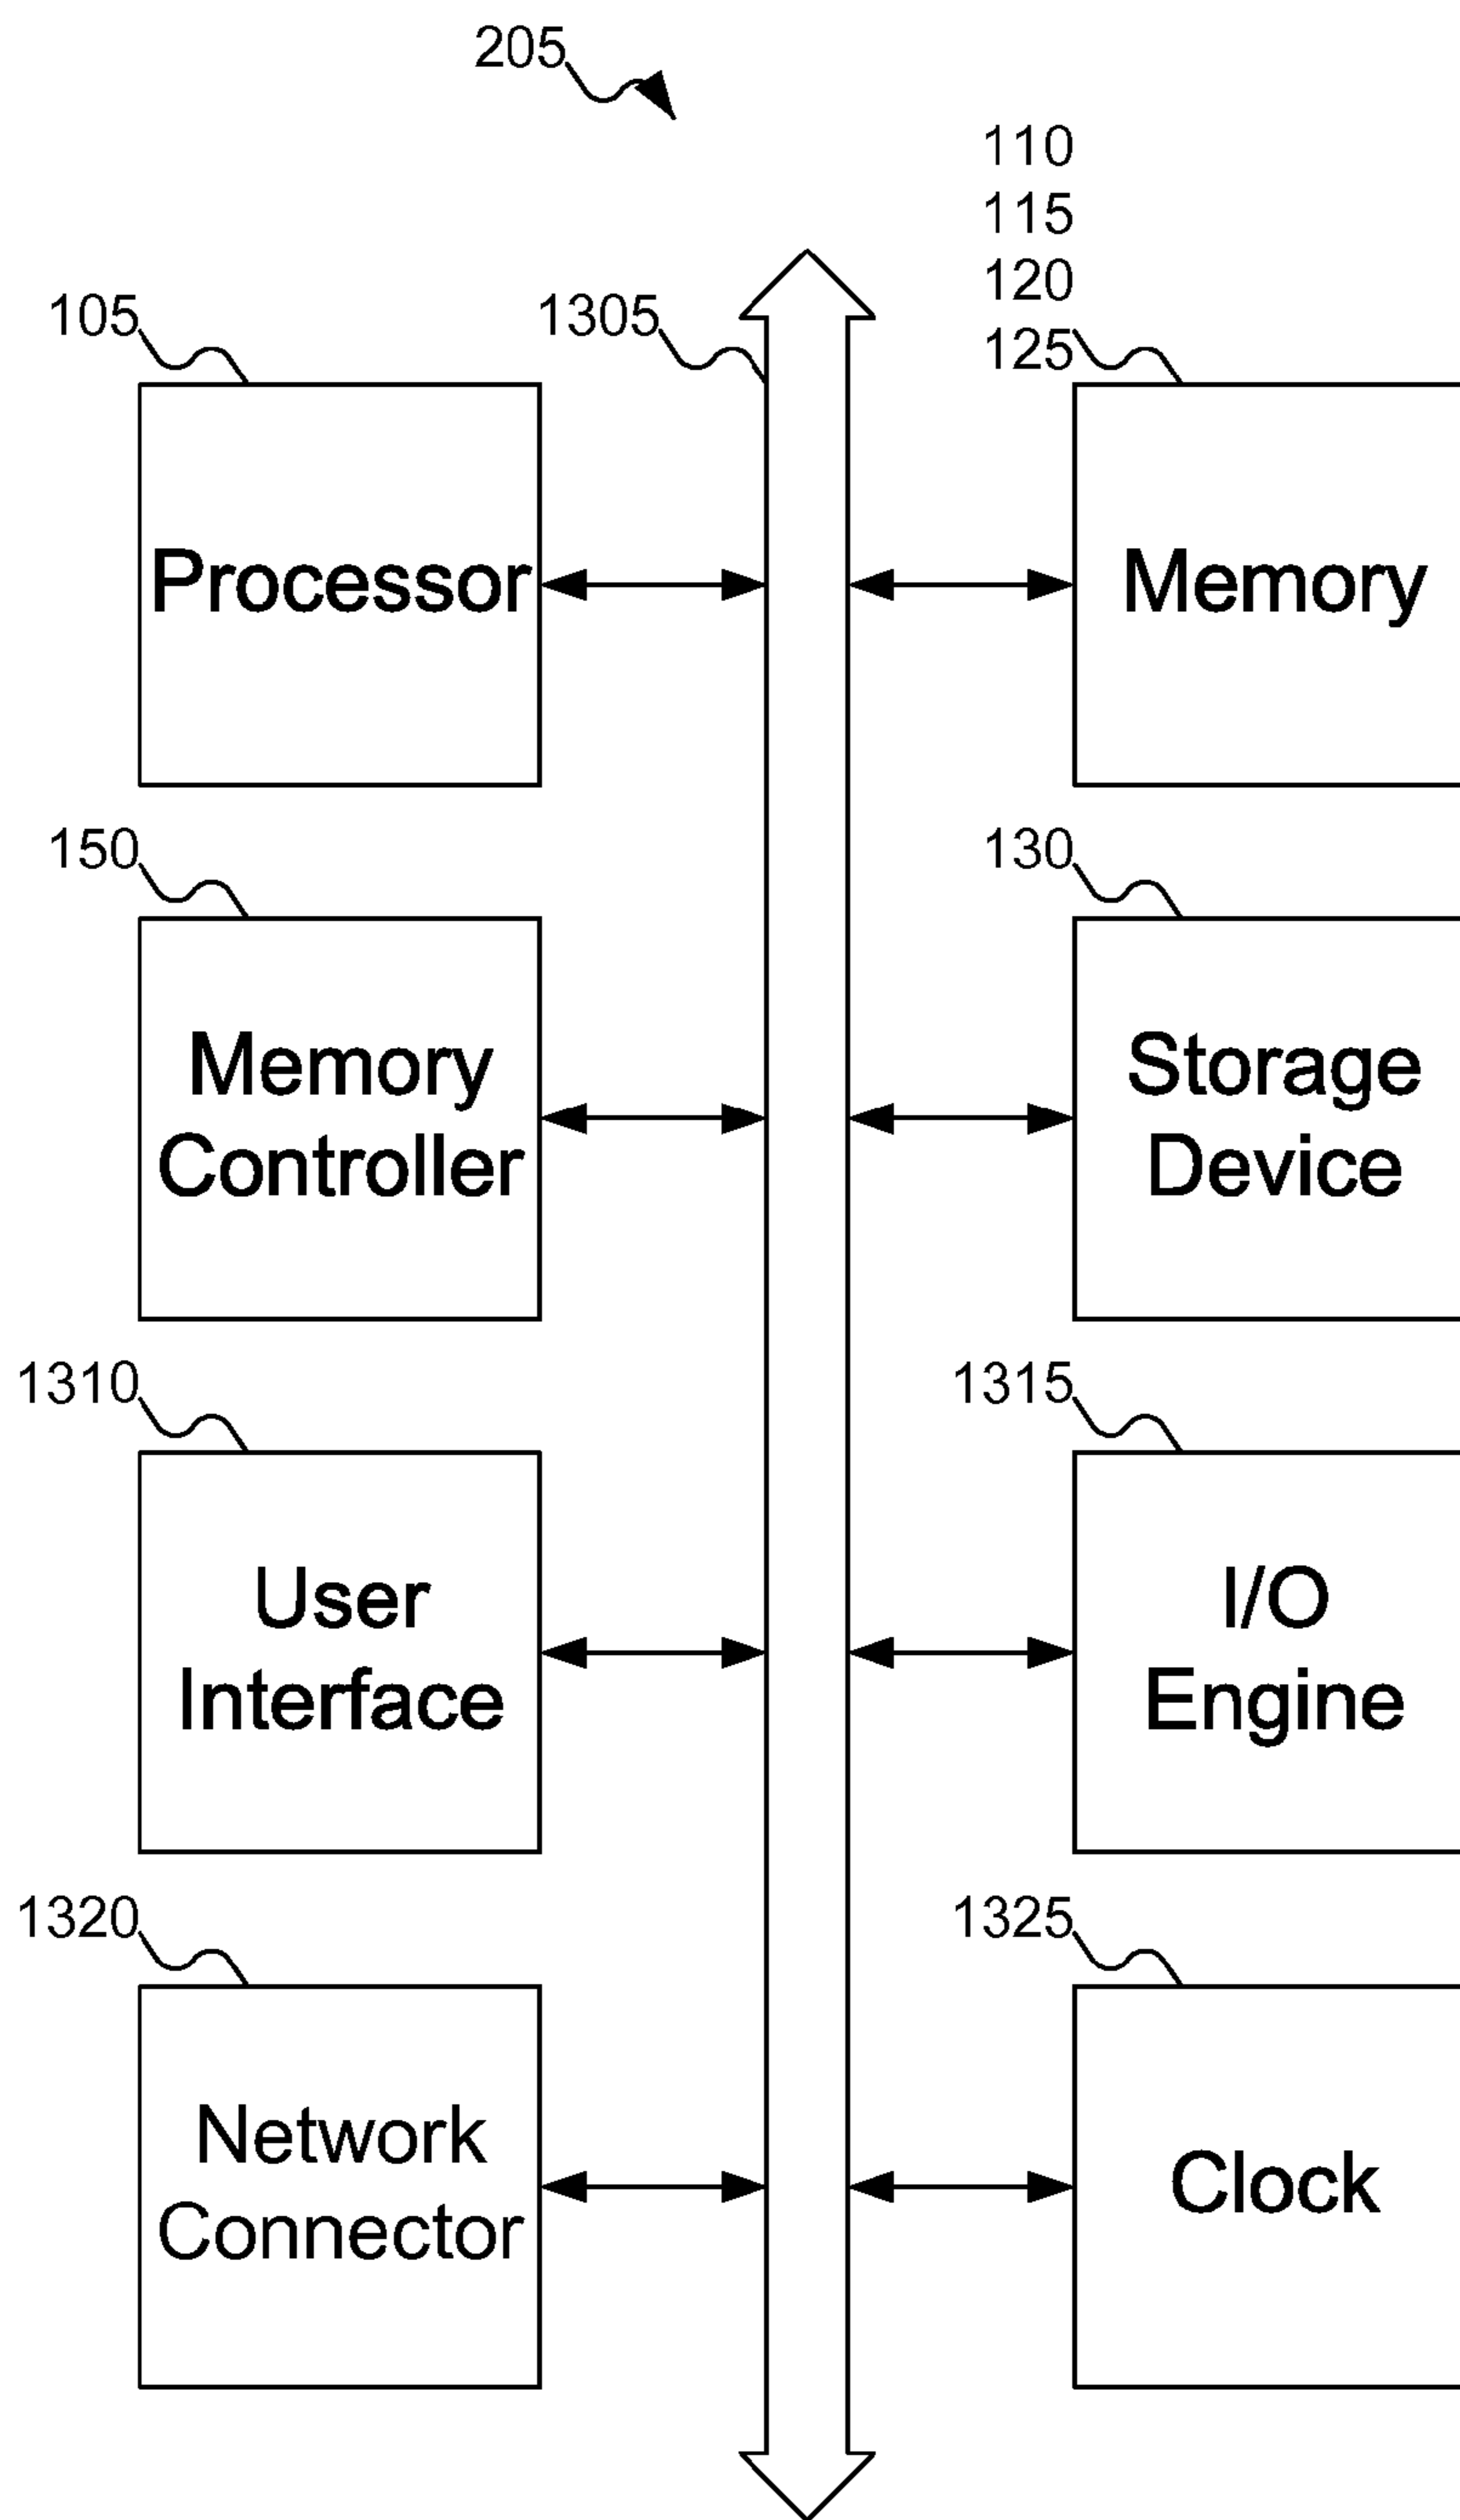 205
110
115
120
125
105
1305
Processor
Memory
150
130
Memory
Controller
Storage
Device
1310
1315
User
Interface
I/O
Engine
1320
1325
Network
Connector
Clock